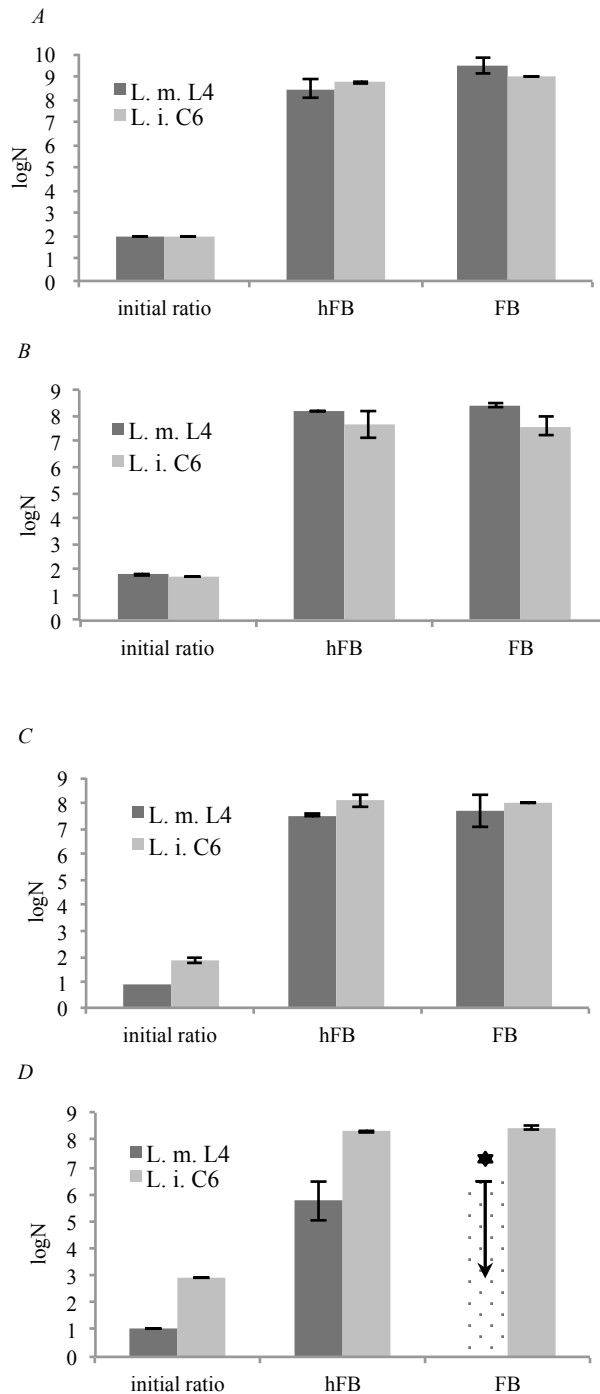 A
10
9
8
7
6
5
4
3
2
1
0
logN
L. m. L4
L. i. C6
initial ratio hFB FB
B
9
8
7
6
5
4
3
2
1
0
logN
L. m. L4
L. i. C6
initial ratio hFB FB
C
9
8
7
6
5
4
3
2
1
0
logN
L. m. L4
L. i. C6
initial ratio hFB FB
D
9
8
7
6
5
4
3
2
1
0
logN
L. m. L4
L. i. C6
initial ratio hFB FB